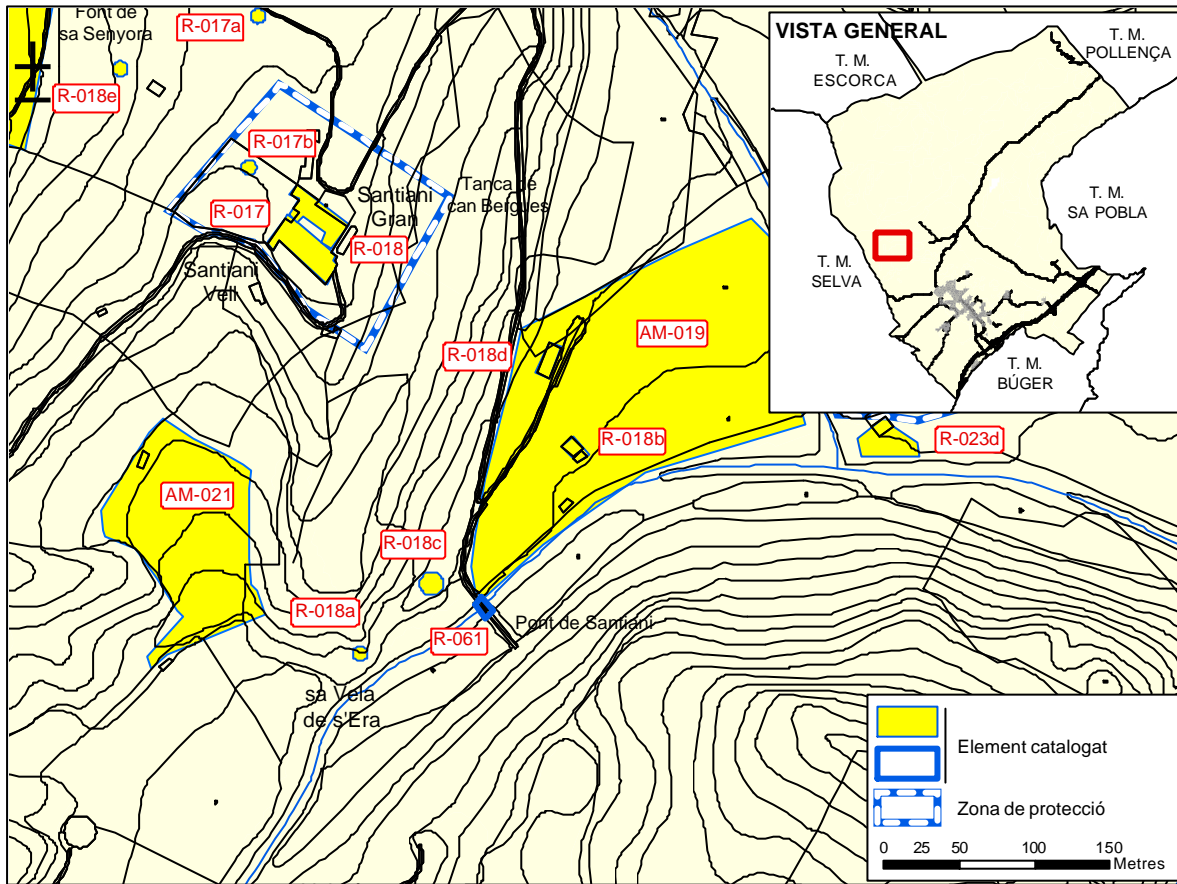 Font de
sa Senyora
R-017a
R-018e
R-017b
R-017
Santiani
Gran
R-018
Tanca de
can Bergues
Santiani
Vell
R-018d
AM-019
R-018b
AM-021
R-018c
R-018a
R-061
Pont de Santiani
sa Vela
de s'Era
R-023d
VISTA GENERAL
T. M.
ESCORCA
T. M.
POLLENÇA
T. M.
SA POBLA
T. M.
SELVA
T. M.
BÚGER
Element catalogat
Zona de protecció
0 25 50 100 150
Metres